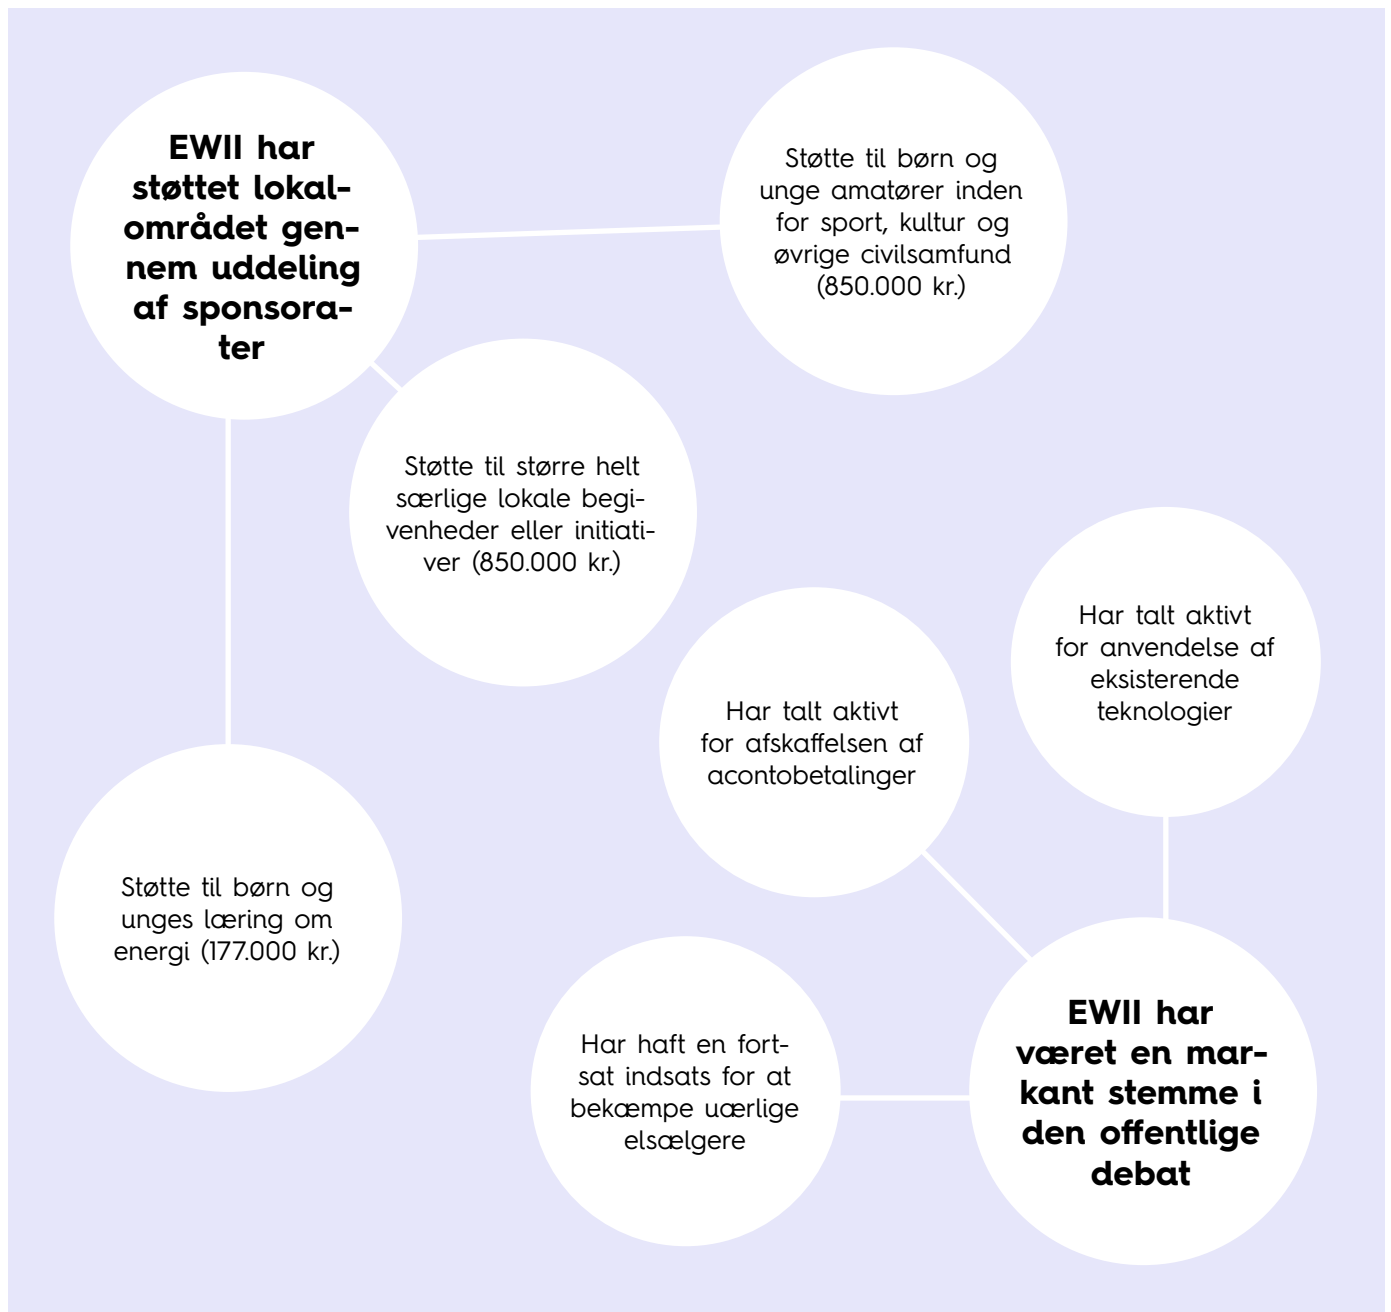 EWII har
støttet lokal-
området gen-
nem uddeling
af sponsora-
ter
Støtte til børn og
unge amatører inden
for sport, kultur og
øvrige civilsamfund
(850.000 kr.)
Støtte til større helt
særlige lokale begi-
venheder eller initiati-
ver (850.000 kr.)
Støtte til børn og
unges læring om
energi (177.000 kr.)
Har talt aktivt
for afskaffelsen af
acontobetalinger
Har talt aktivt
for anvendelse af
eksisterende
teknologier
Har haft en fort-
sat indsats for at
bekæmpe uærlige
elsælgere
EWII har
været en mar-
kant stemme i
den offentlige
debat